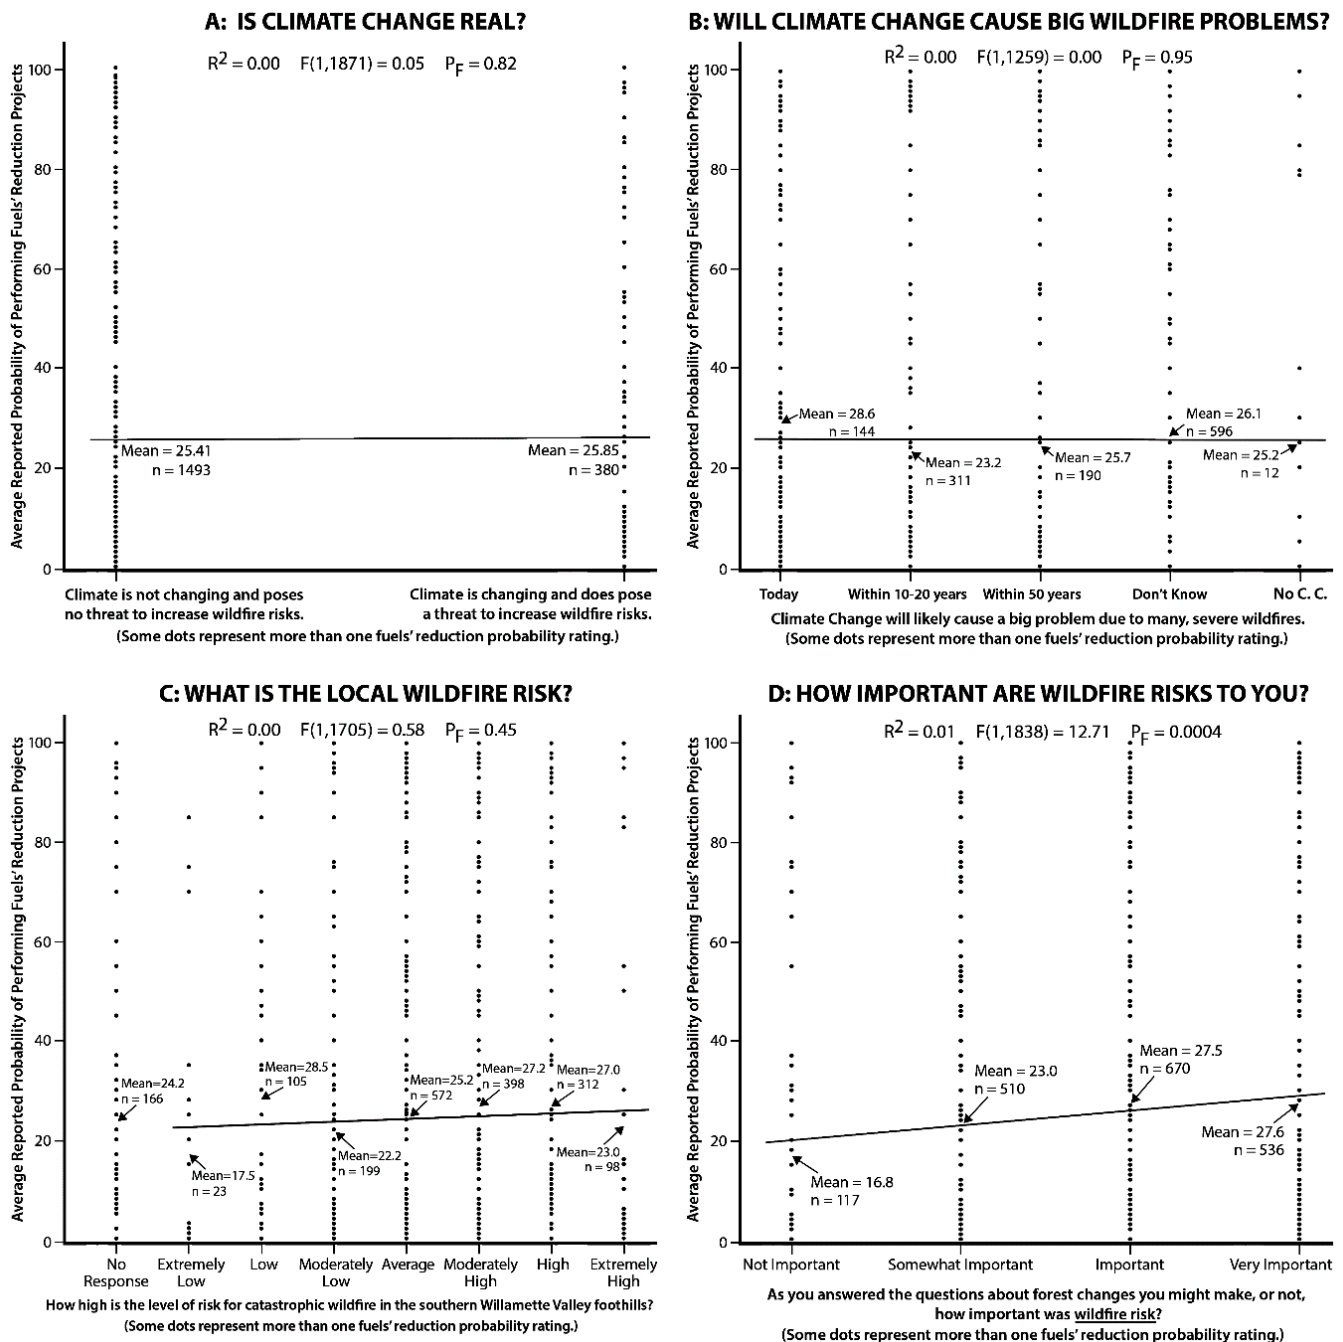 A: IS CLIMATE CHANGE REAL?
R2 = 0.00 F(1,1871) = 0.05 PF = 0.82
Average Reported Probability of Performing Fuels' Reduction Projects
100
80
60
40
20
0
Mean = 25.41
n = 1493
Mean = 25.85
n = 380
Climate is not changing and poses
no threat to increase wildfire risks.
Climate is changing and does pose
a threat to increase wildfire risks.
(Some dots represent more than one fuels' reduction probability rating.)
B: WILL CLIMATE CHANGE CAUSE BIG WILDFIRE PROBLEMS?
R2 = 0.00 F(1,1259) = 0.00 PF = 0.95
Average Reported Probability of Performing Fuels' Reduction Projects
100
80
60
40
20
0
Mean = 28.6
n = 144
Mean = 23.2
n = 311
Mean = 25.7
n = 190
Mean = 26.1
n = 596
Mean = 25.2
n = 12
Today
Within 10-20 years
Within 50 years
Don't Know
No C. C.
Climate Change will likely cause a big problem due to many, severe wildfires.
(Some dots represent more than one fuels' reduction probability rating.)
C: WHAT IS THE LOCAL WILDFIRE RISK?
R2 = 0.00 F(1,1705) = 0.58 PF = 0.45
Average Reported Probability of Performing Fuels' Reduction Projects
100
80
60
40
20
0
Mean=24.2
n = 166
Mean=17.5
n = 23
Mean=28.5
n = 105
Mean=22.2
n = 199
Mean=25.2
n = 572
Mean=27.2
n = 398
Mean=27.0
n = 312
Mean=23.0
n = 98
No
Response
Extremely
Low
Low
Moderately
Low
Average
Moderately
High
High
Extremely
High
How high is the level of risk for catastrophic wildfire in the southern Willamette Valley foothills?
(Some dots represent more than one fuels' reduction probability rating.)
D: HOW IMPORTANT ARE WILDFIRE RISKS TO YOU?
R2 = 0.01 F(1,1838) = 12.71 PF = 0.0004
Average Reported Probability of Performing Fuels' Reduction Projects
100
80
60
40
20
0
Mean = 16.8
n = 117
Mean = 23.0
n = 510
Mean = 27.5
n = 670
Mean = 27.6
n = 536
Not Important
Somewhat Important
Important
Very Important
As you answered the questions about forest changes you might make, or not,
how important was wildfire risk?
(Some dots represent more than one fuels' reduction probability rating.)